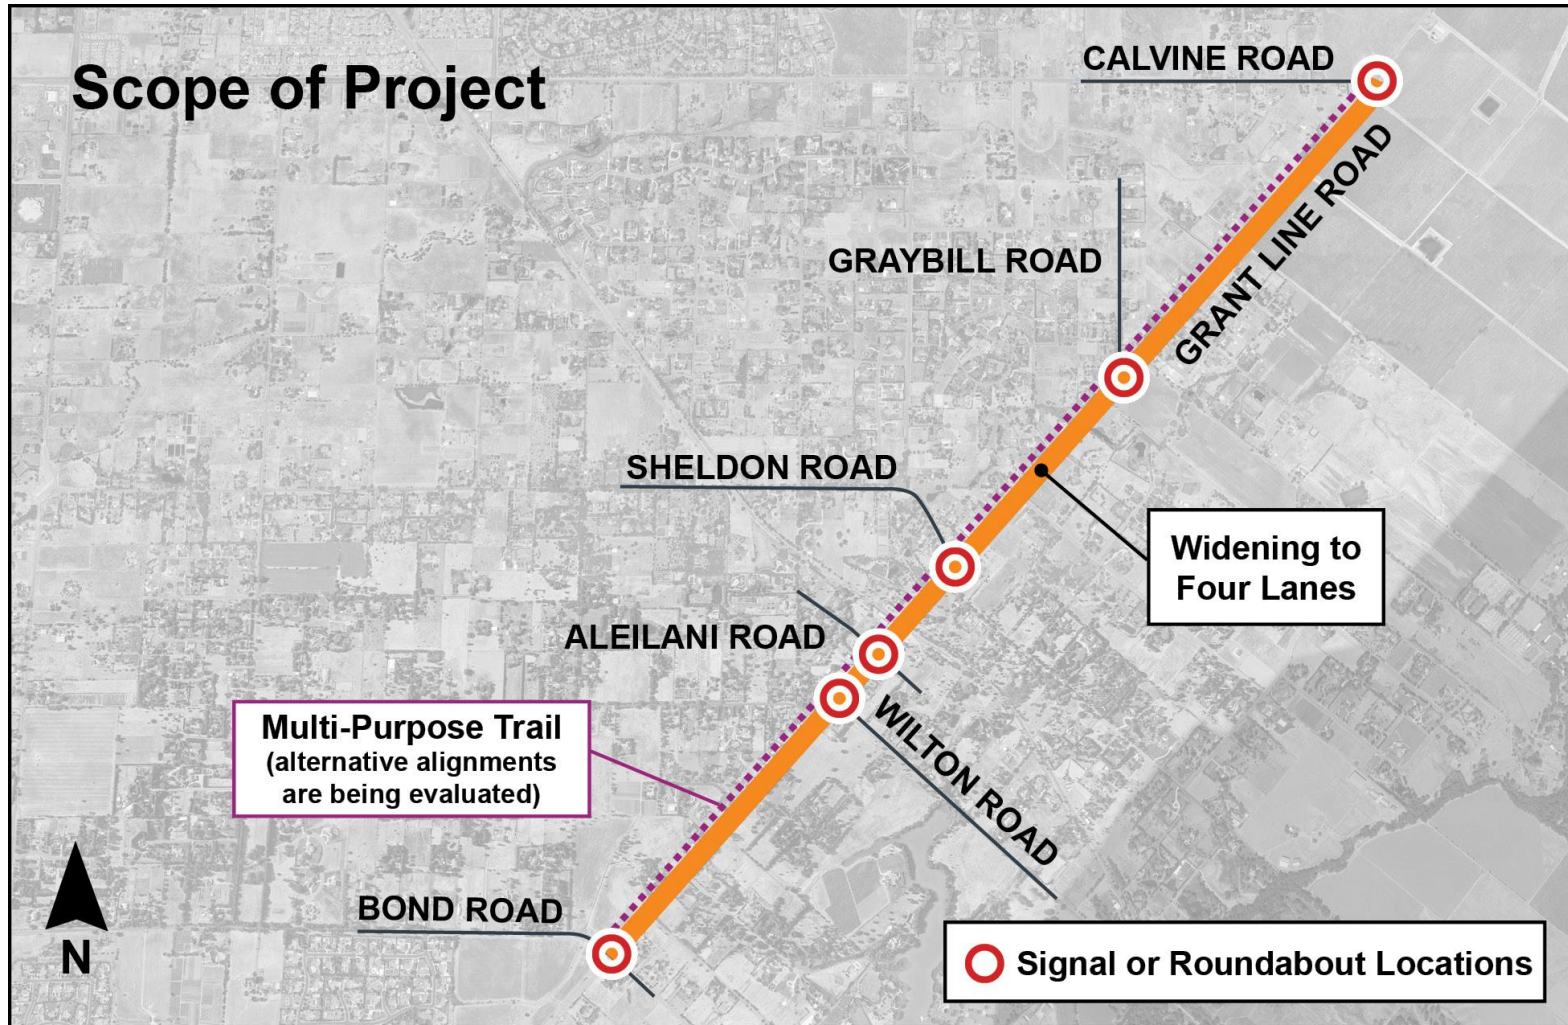 Scope of Project
CALVINE ROAD
GRAYBILL ROAD
GRANT LINE ROAD
SHELDON ROAD
Widening to
Four Lanes
ALEILANI ROAD
WILTON ROAD
Multi-Purpose Trail
(alternative alignments
are being evaluated)
BOND ROAD
N
Signal or Roundabout Locations